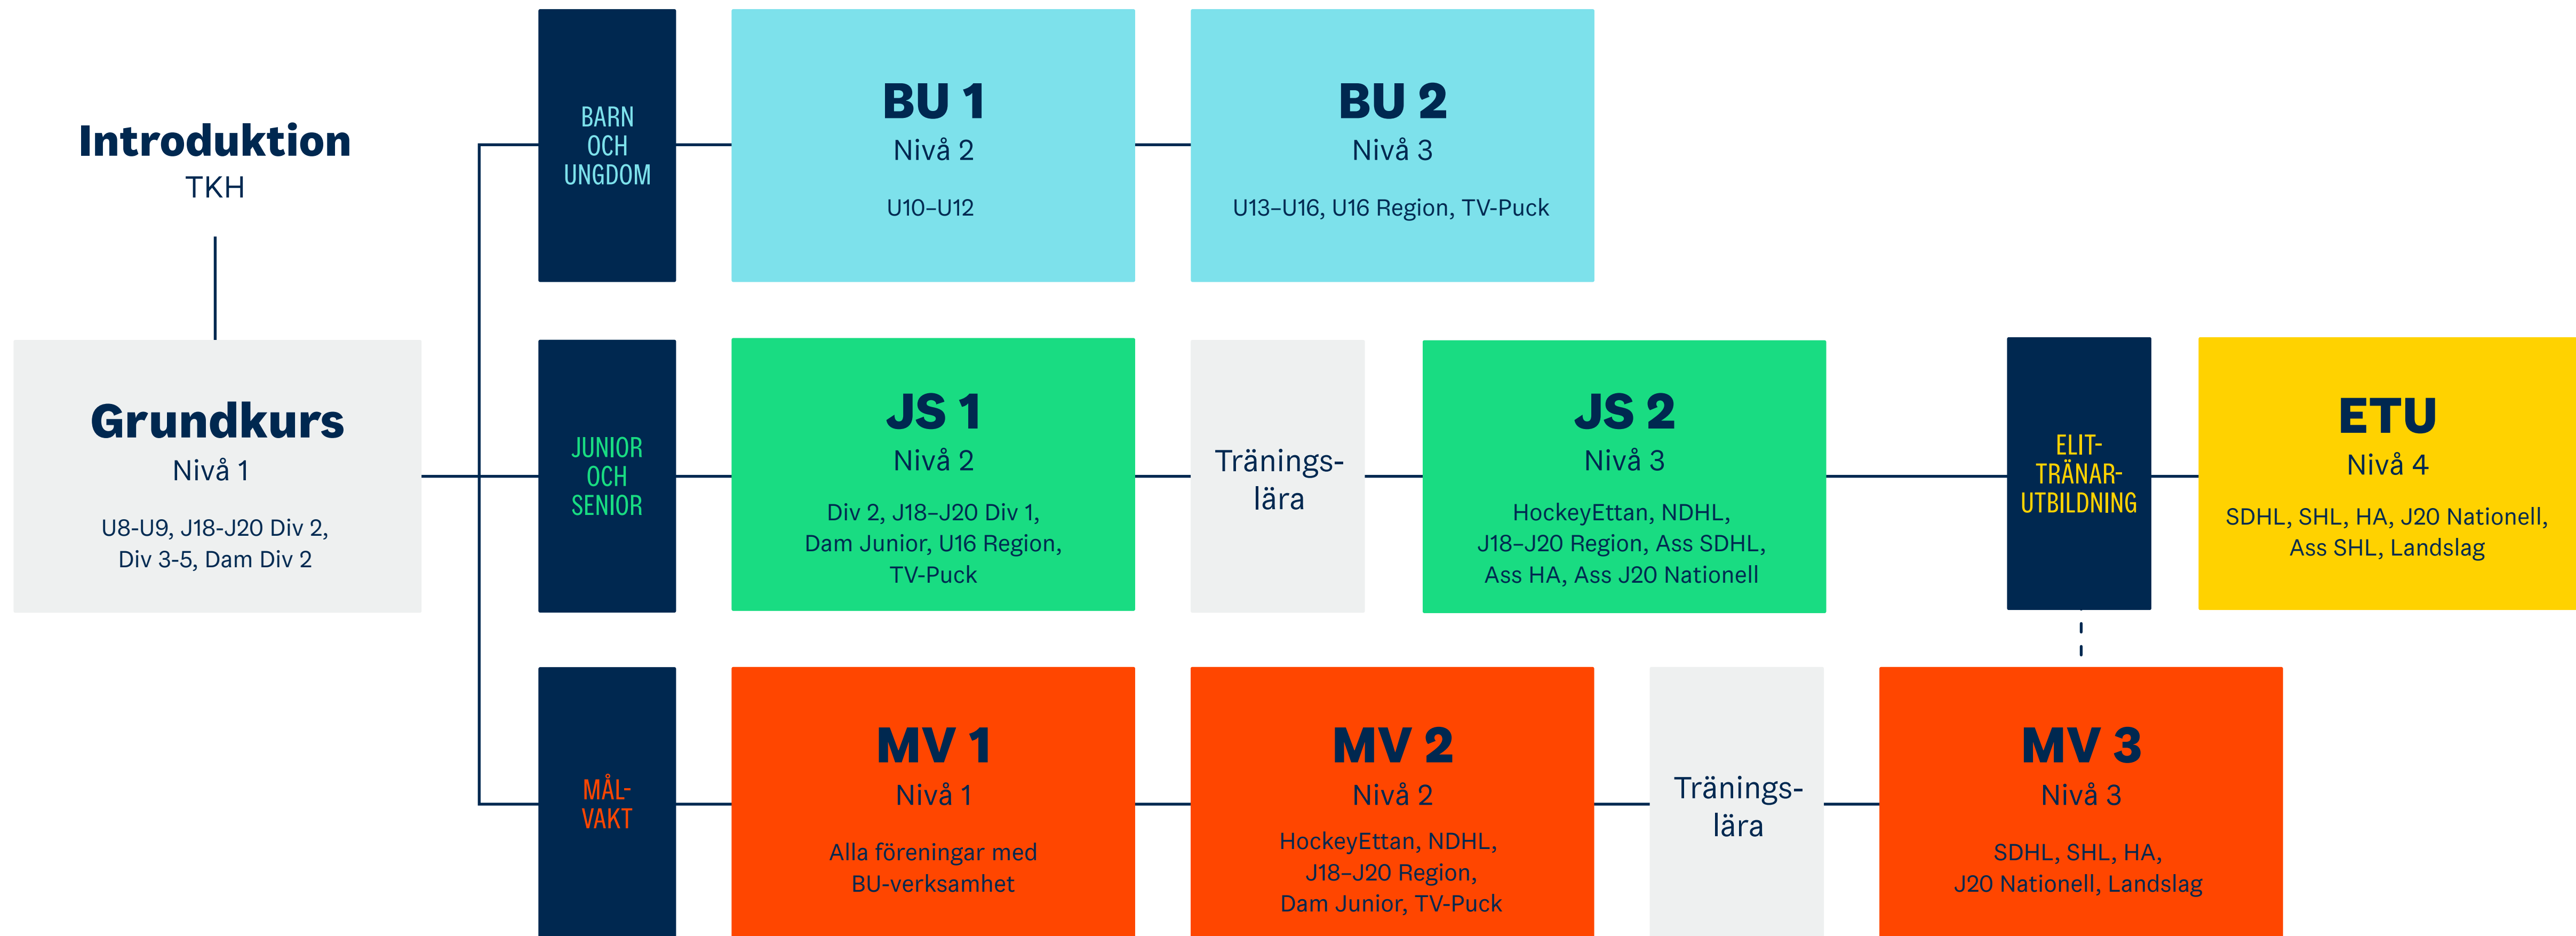 Introduktion
TKH
Grundkurs
Nivå 1
U8-U9, J18-J20 Div 2,
Div 3-5, Dam Div 2
BARN
OCH
UNGDOM
BU 1
Nivå 2
U10–U12
BU 2
Nivå 3
U13–U16, U16 Region, TV-Puck
JUNIOR
OCH
SENIOR
JS 1
Nivå 2
Div 2, J18–J20 Div 1,
Dam Junior, U16 Region,
TV-Puck
Tränings-
lära
JS 2
Nivå 3
HockeyEttan, NDHL,
J18–J20 Region, Ass SDHL,
Ass HA, Ass J20 Nationell
ELIT-
TRÄNAR-
UTBILDNING
ETU
Nivå 4
SDHL, SHL, HA, J20 Nationell,
Ass SHL, Landslag
MÅL-
VAKT
MV 1
Nivå 1
Alla föreningar med
BU-verksamhet
MV 2
Nivå 2
HockeyEttan, NDHL,
J18–J20 Region,
Dam Junior, TV-Puck
Tränings-
lära
MV 3
Nivå 3
SDHL, SHL, HA,
J20 Nationell, Landslag